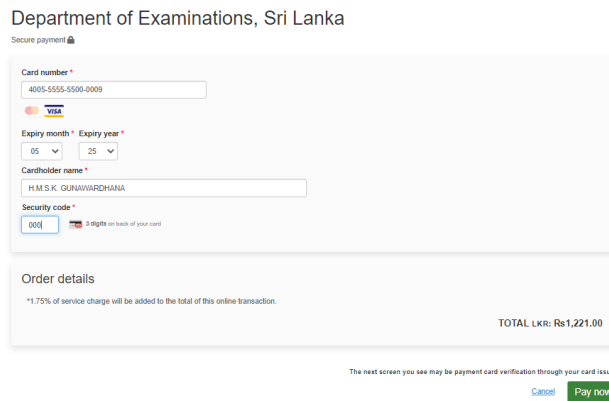 Department of Examinations, Sri Lanka
Secure payment
Card number *
4005-5555-5500-0009
VISA
Expiry month * Expiry year *
05 25
Cardholder name *
H.M.S.K. GUNAWARDHANA
Security code *
000 3 digits on back of your card
Order details
*1.75% of service charge will be added to the total of this online transaction.
TOTAL LKR: Rs1,221.00
The next screen you see may be payment card verification through your card issu
Cancel Pay now